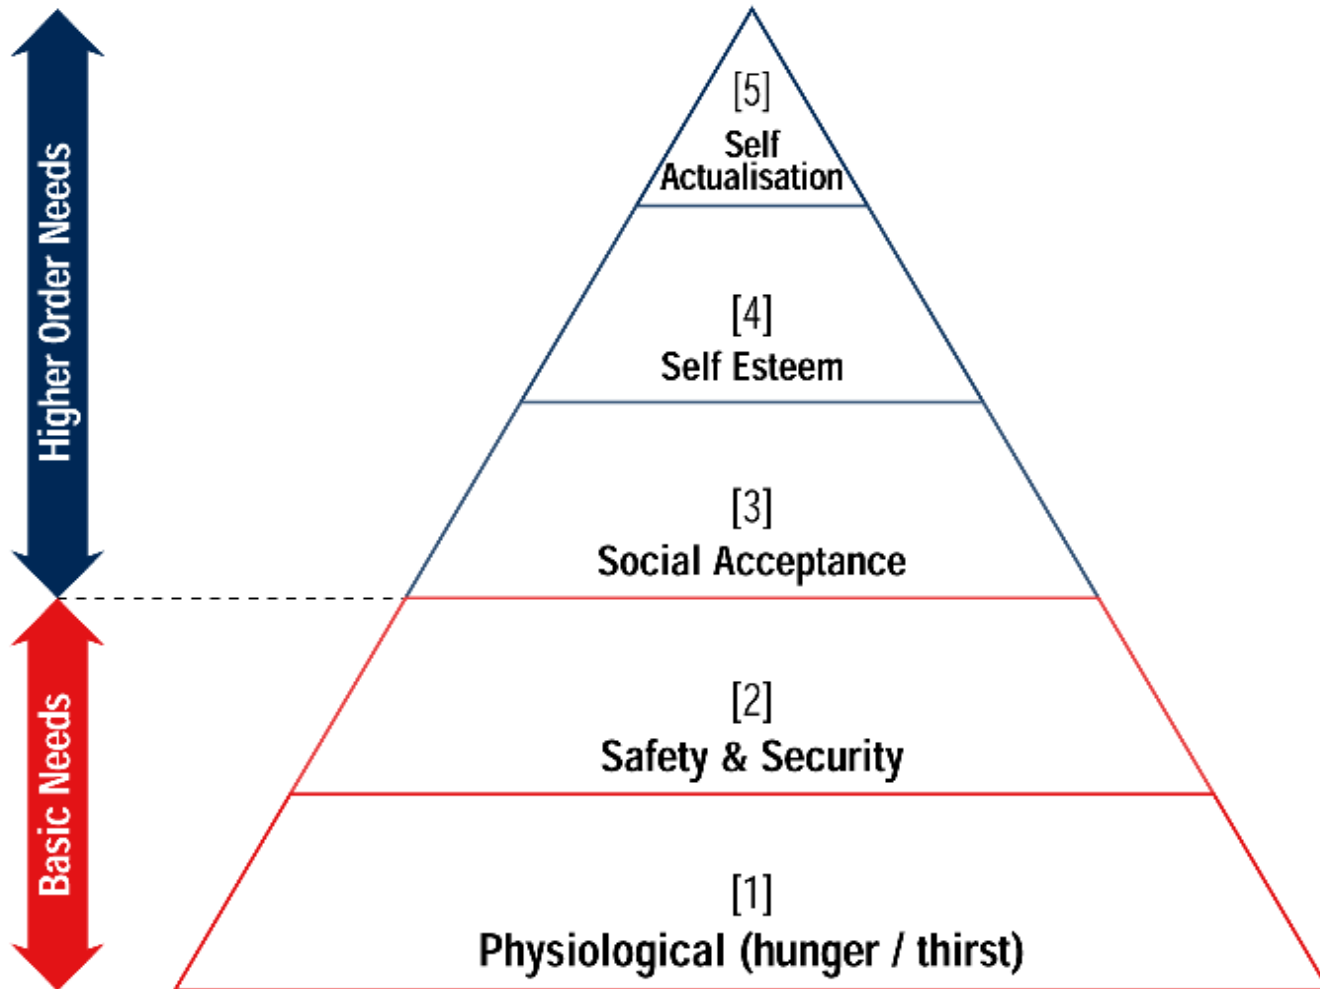 Higher Order Needs
Basic Needs
[5]
Self
Actualisation
[4]
Self Esteem
[3]
Social Acceptance
[2]
Safety & Security
[1]
Physiological (hunger / thirst)